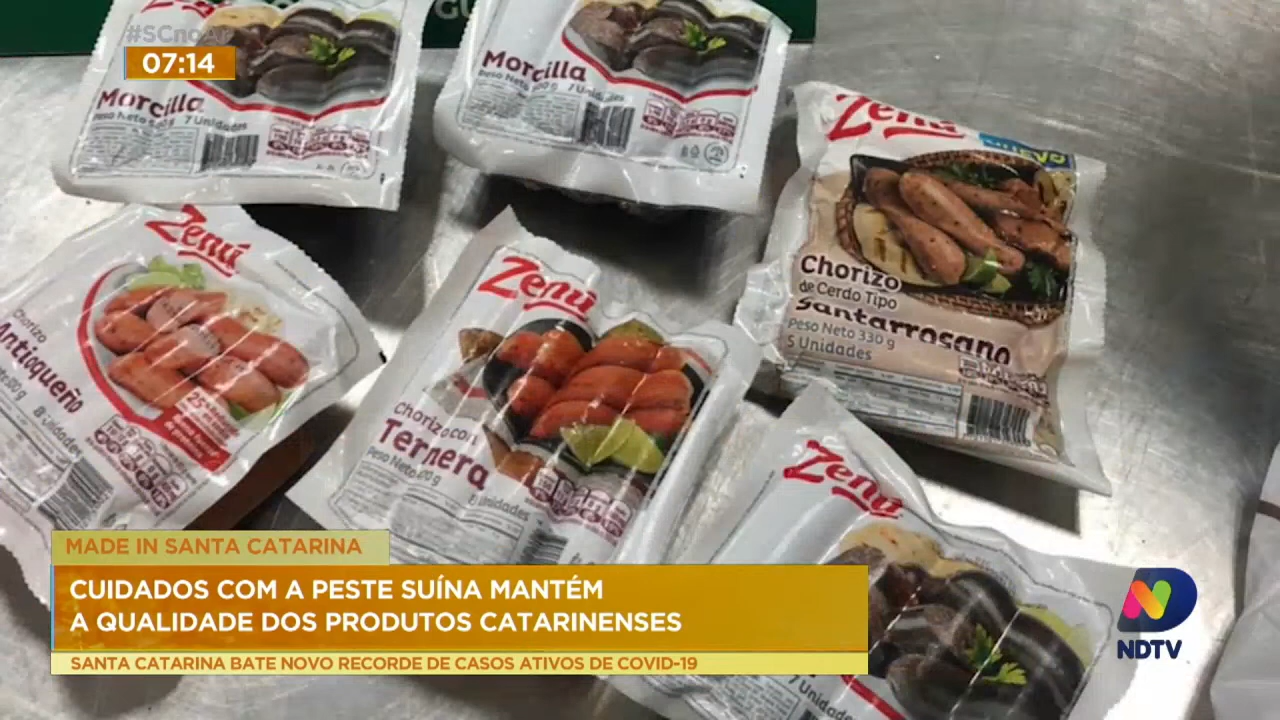 #SCnoAr
07:14
Morcilla
7 Unidades
Morcilla
Peso Neto
7 Unidades
Zenú
Chorizo
de Cerdo Tipo
Santarrosano
Peso Neto 330 g
5 Unidades
Zenú
Chorizo
Antioqueño
8 Unidades
Zenú
Chorizo con
Ternera
Peso Neto
Unidades
Zenú
7 Unidades
MADE IN SANTA CATARINA
CUIDADOS COM A PESTE SUÍNA MANTÉM
A QUALIDADE DOS PRODUTOS CATARINENSES
SANTA CATARINA BATE NOVO RECORDE DE CASOS ATIVOS DE COVID-19
NDTV